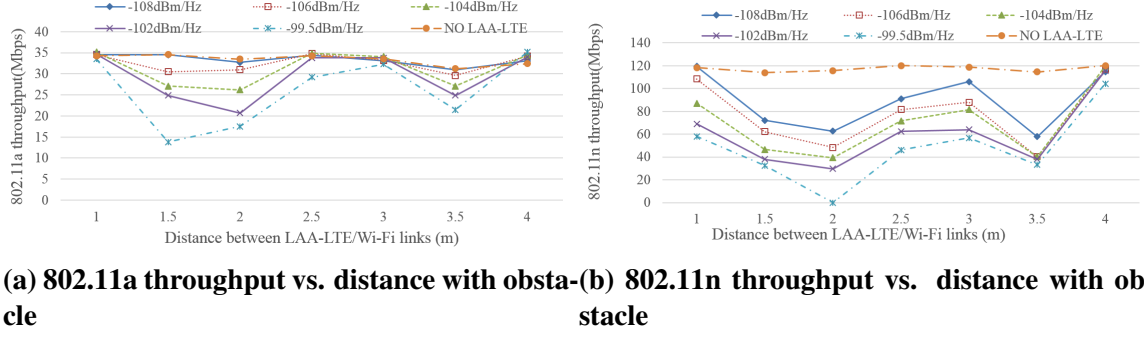 -108dBm/Hz -106dBm/Hz -104dBm/Hz
-102dBm/Hz -99.5dBm/Hz NO LAA-LTE
802.11a throughput(Mbps)
40
35
30
25
20
15
10
5
0
1 1.5 2 2.5 3 3.5 4
Distance between LAA-LTE/Wi-Fi links (m)
(a) 802.11a throughput vs. distance with obsta-
cle
-108dBm/Hz -106dBm/Hz -104dBm/Hz
-102dBm/Hz -99.5dBm/Hz NO LAA-LTE
802.11n throughput (Mbps)
140
120
100
80
60
40
20
0
1 1.5 2 2.5 3 3.5 4
Distance between LAA-LTE/Wi-Fi links (m)
(b) 802.11n throughput vs. distance with ob
stacle